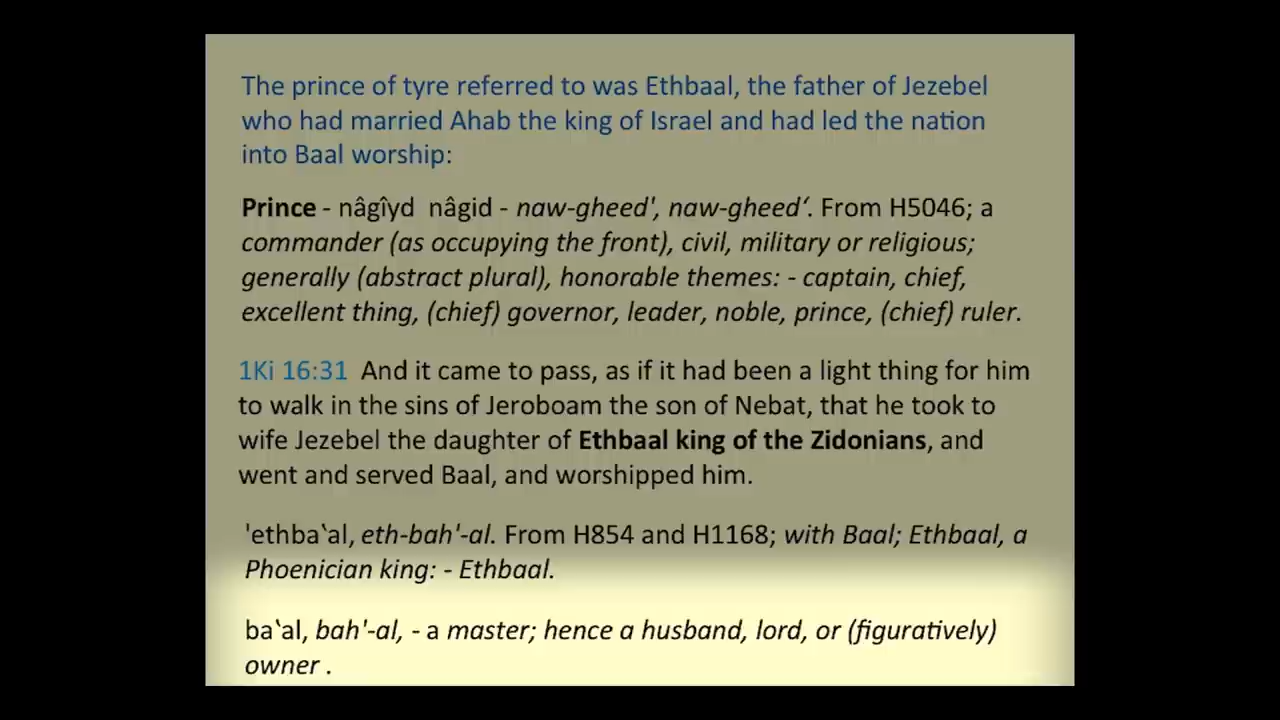 The prince of tyre referred to was Ethbaal, the father of Jezebel
who had married Ahab the king of Israel and had led the nation
into Baal worship:
Prince - nâgîyd  nâgid - naw-gheed', naw-gheed‘. From H5046; a
commander (as occupying the front), civil, military or religious;
generally (abstract plural), honorable themes: - captain, chief,
excellent thing, (chief) governor, leader, noble, prince, (chief) ruler.
1Ki 16:31  And it came to pass, as if it had been a light thing for him
to walk in the sins of Jeroboam the son of Nebat, that he took to
wife Jezebel the daughter of Ethbaal king of the Zidonians, and
went and served Baal, and worshipped him.
'ethba‛al, eth-bah'-al. From H854 and H1168; with Baal; Ethbaal, a
Phoenician king: - Ethbaal.
ba‛al, bah'-al, - a master; hence a husband, lord, or (figuratively)
owner .